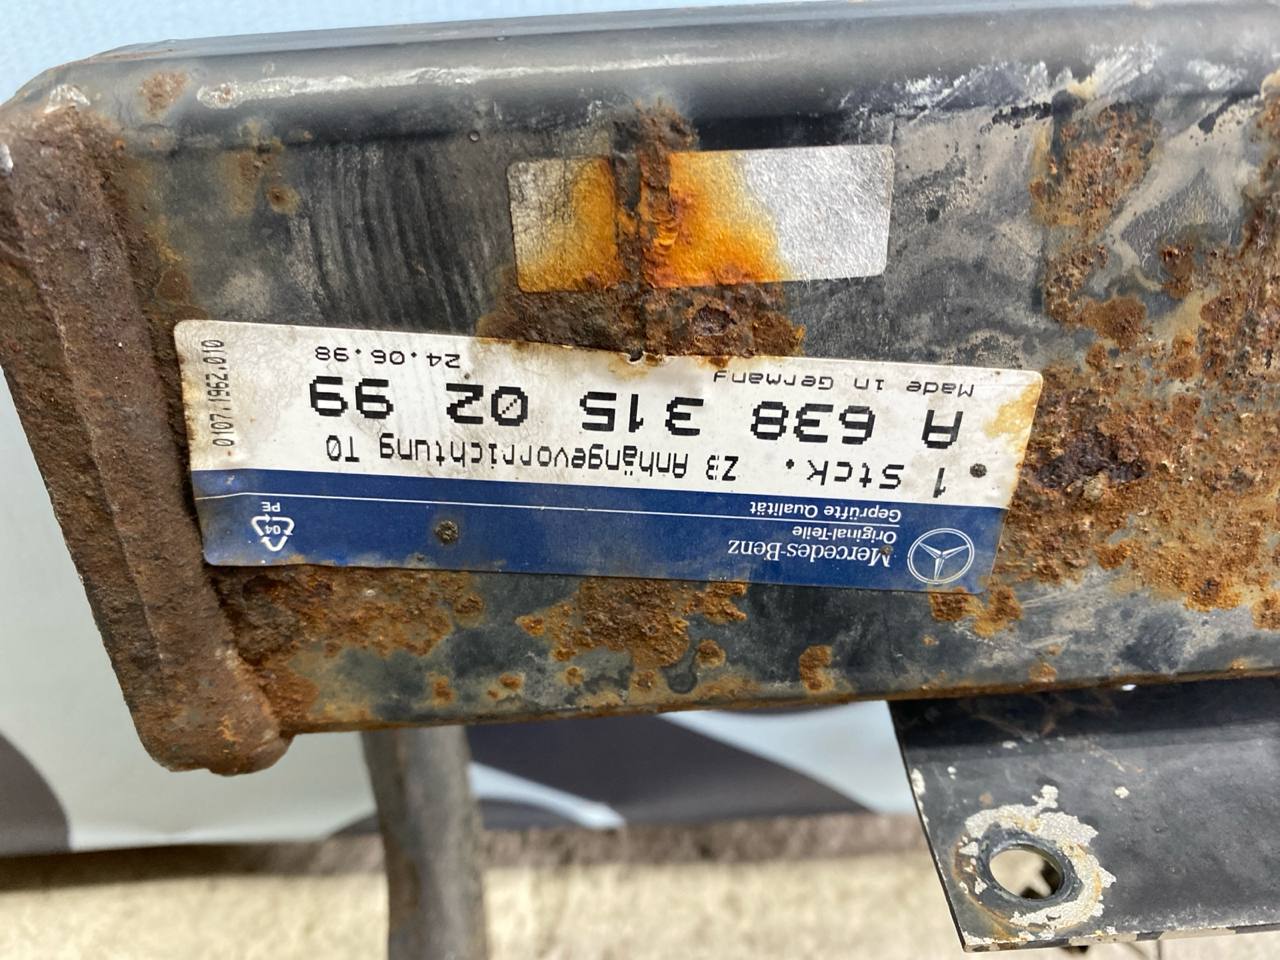 Mercedes-Benz
Original-Teile
Geprüfte Qualität
04
PE
1 Stck. Z3 Anhängevorrichtung T0
A 638 315 02 99
Made in Germany
24.06.98
0107.1962.010